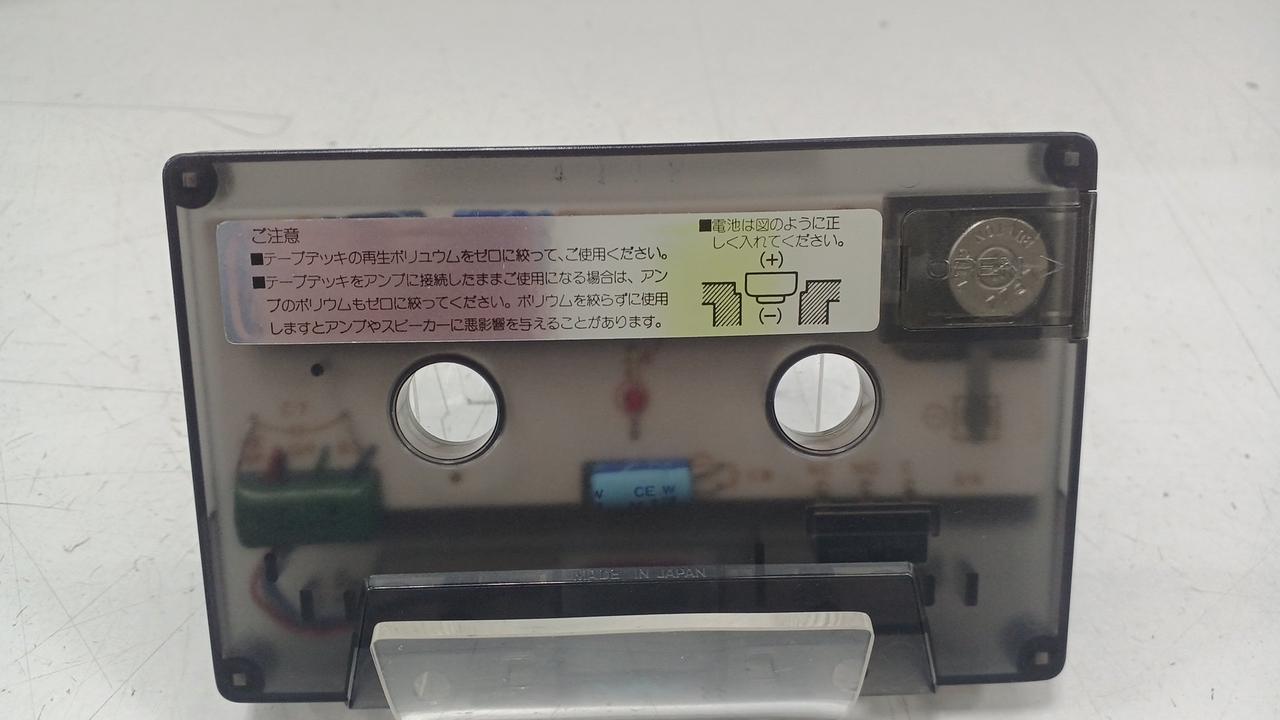 ご注意
■テープデッキの再生ボリュウムをゼロに絞って、ご使用ください。
■テープデッキをアンプに接続したままご使用になる場合は、アン
プのボリウムもゼロに絞ってください。ボリウムを絞らずに使用
しますとアンプやスピーカーに悪影響を与えることがあります。
■電池は図のように正
しく入れてください。
(+)
(−)
CE W
W
MADE IN JAPAN